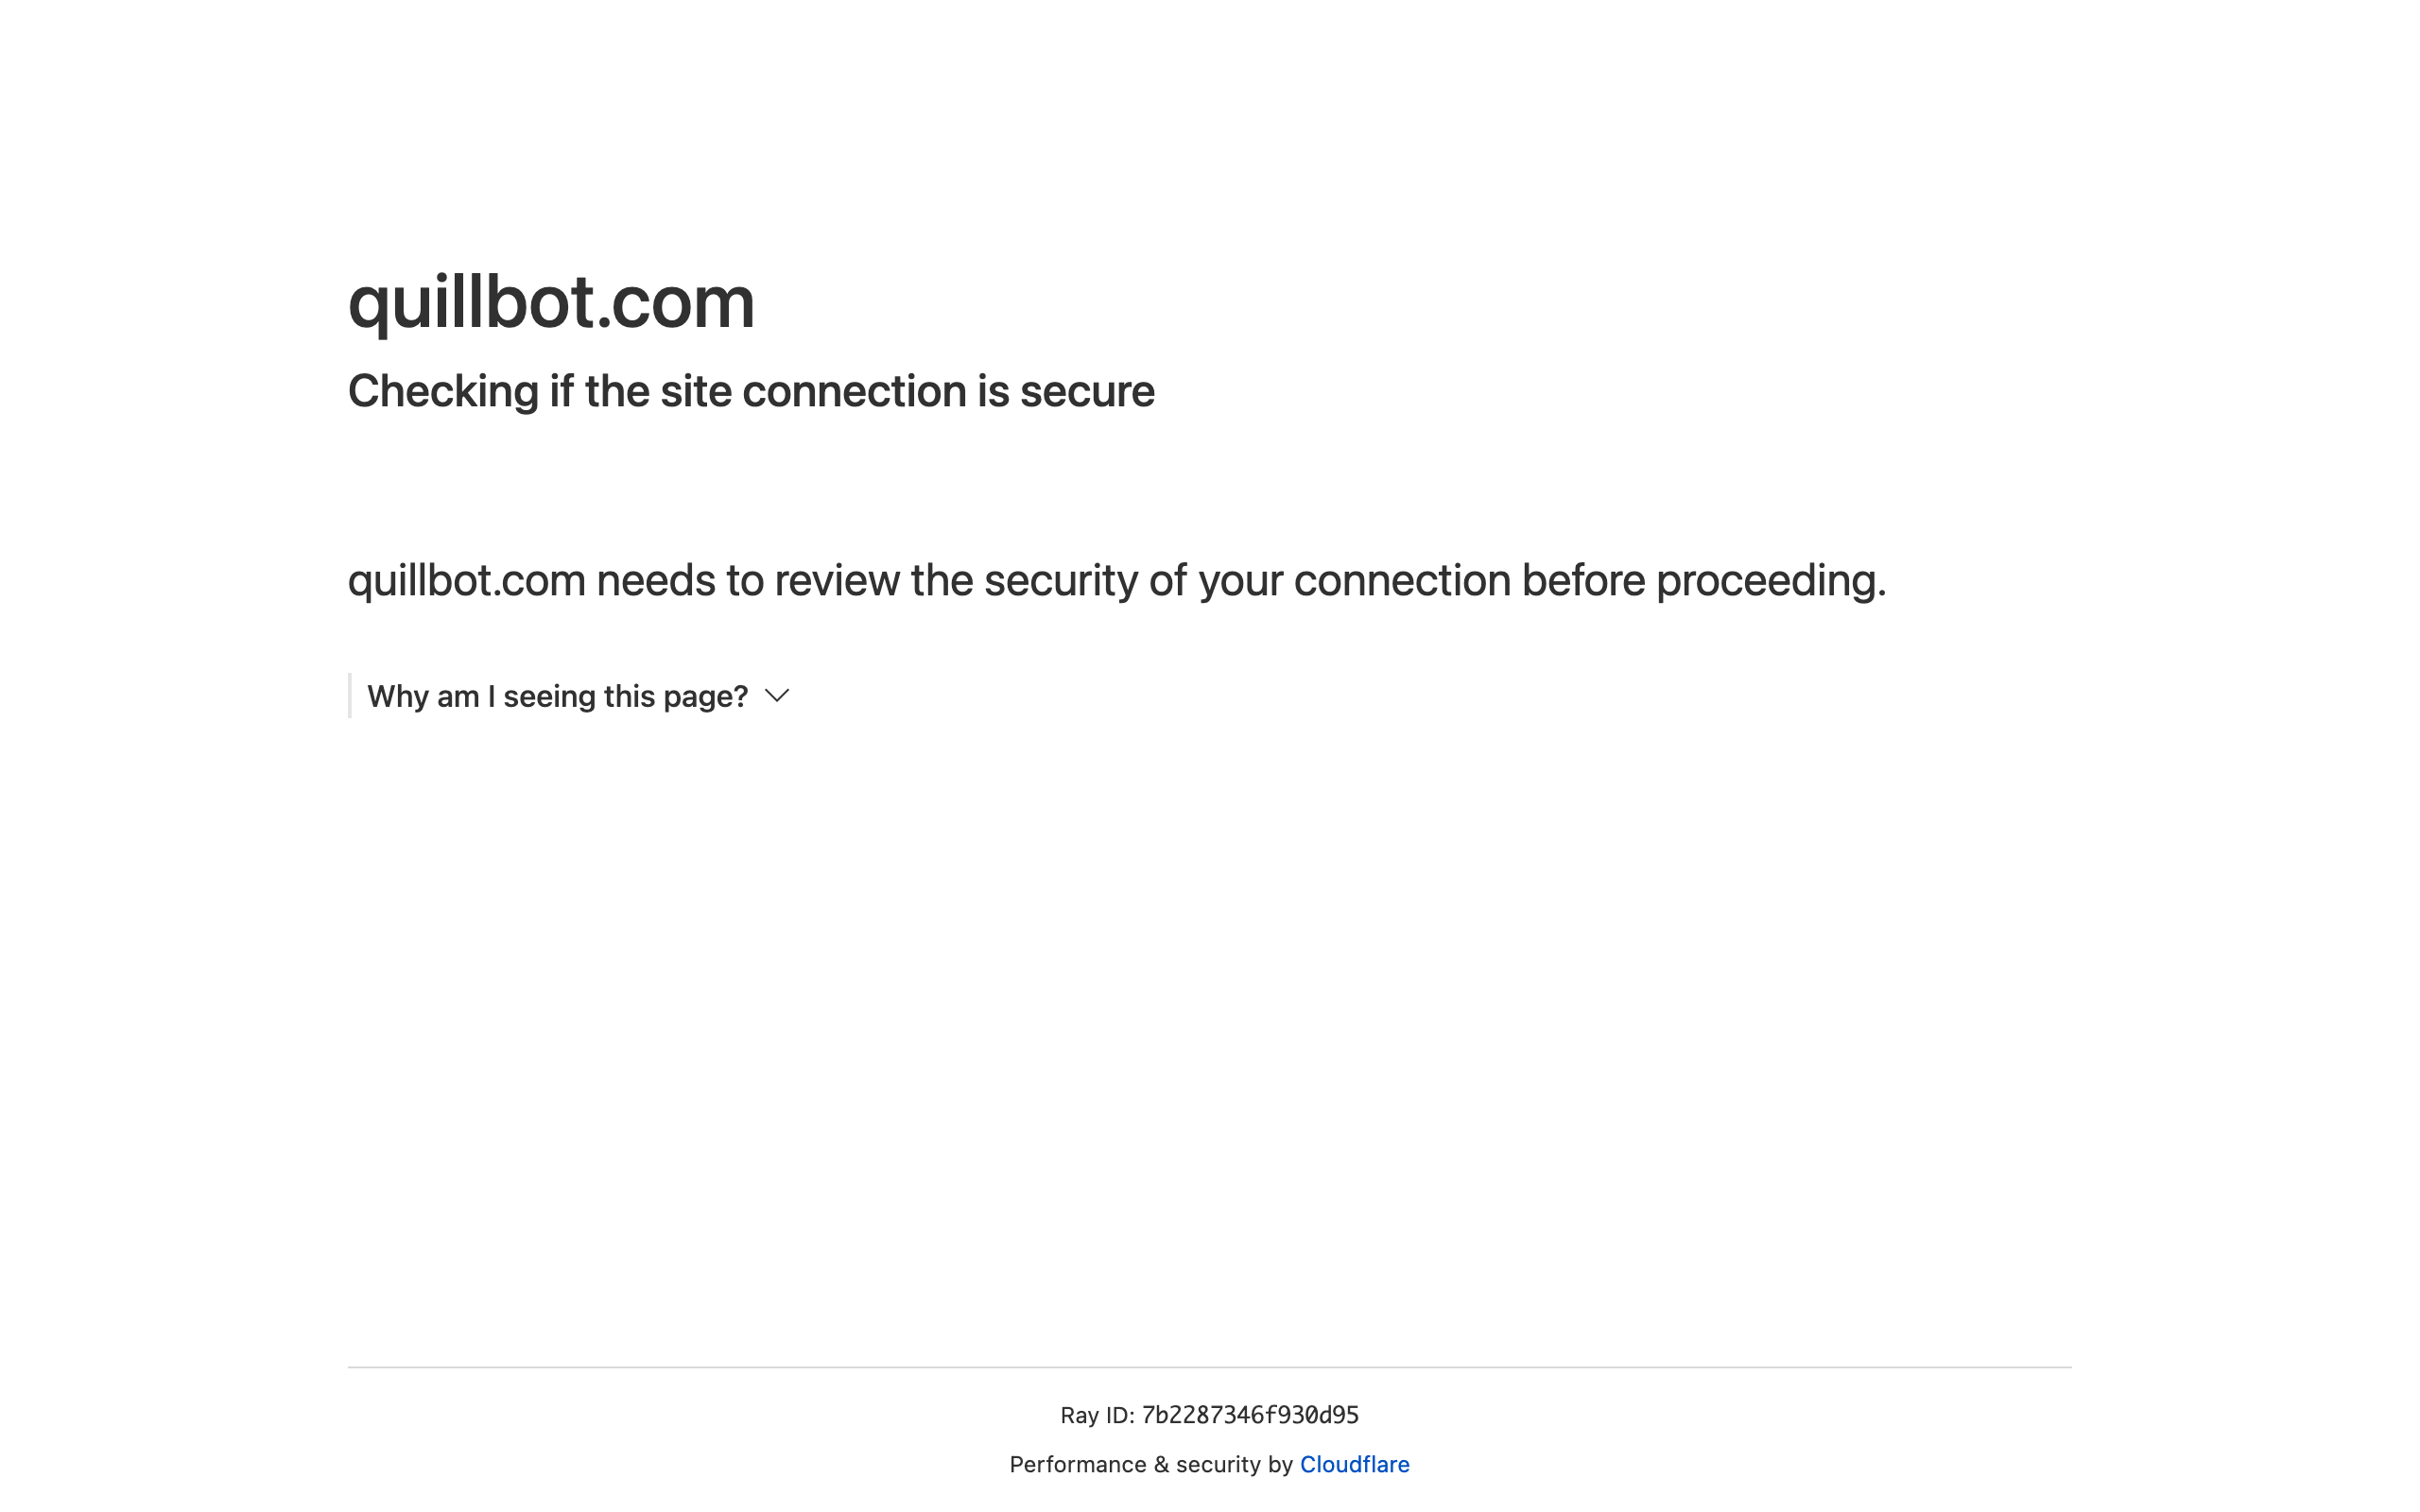 quillbot.com
Checking if the site connection is secure
quillbot.com needs to review the security of your connection before proceeding.
Why am I seeing this page?
Ray ID: 7b2287346f930d95
Performance & security by Cloudflare